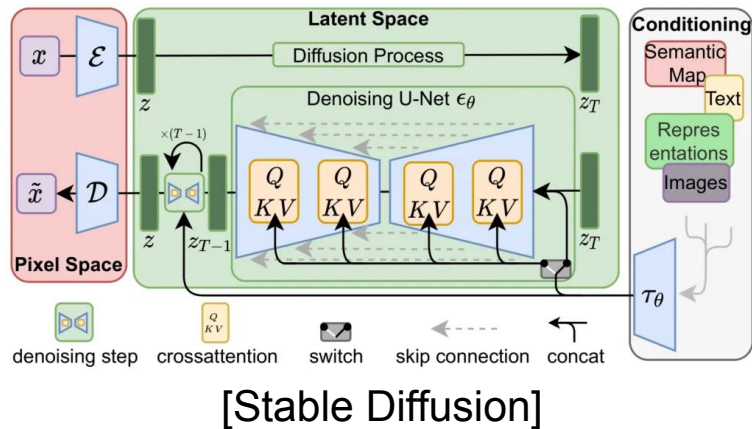 Latent Space
Conditioning
x
ℰ
z
Diffusion Process
z_T
Semantic
Map
Text
Repres
entations
Images
Denoising U-Net ϵ_θ
×(T−1)
Q
KV
Q
KV
Q
KV
Q
KV
x̃
𝒟
z
z_{T−1}
z_T
Pixel Space
τ_θ
Q
KV
denoising step
crossattention
switch
skip connection
concat
[Stable Diffusion]